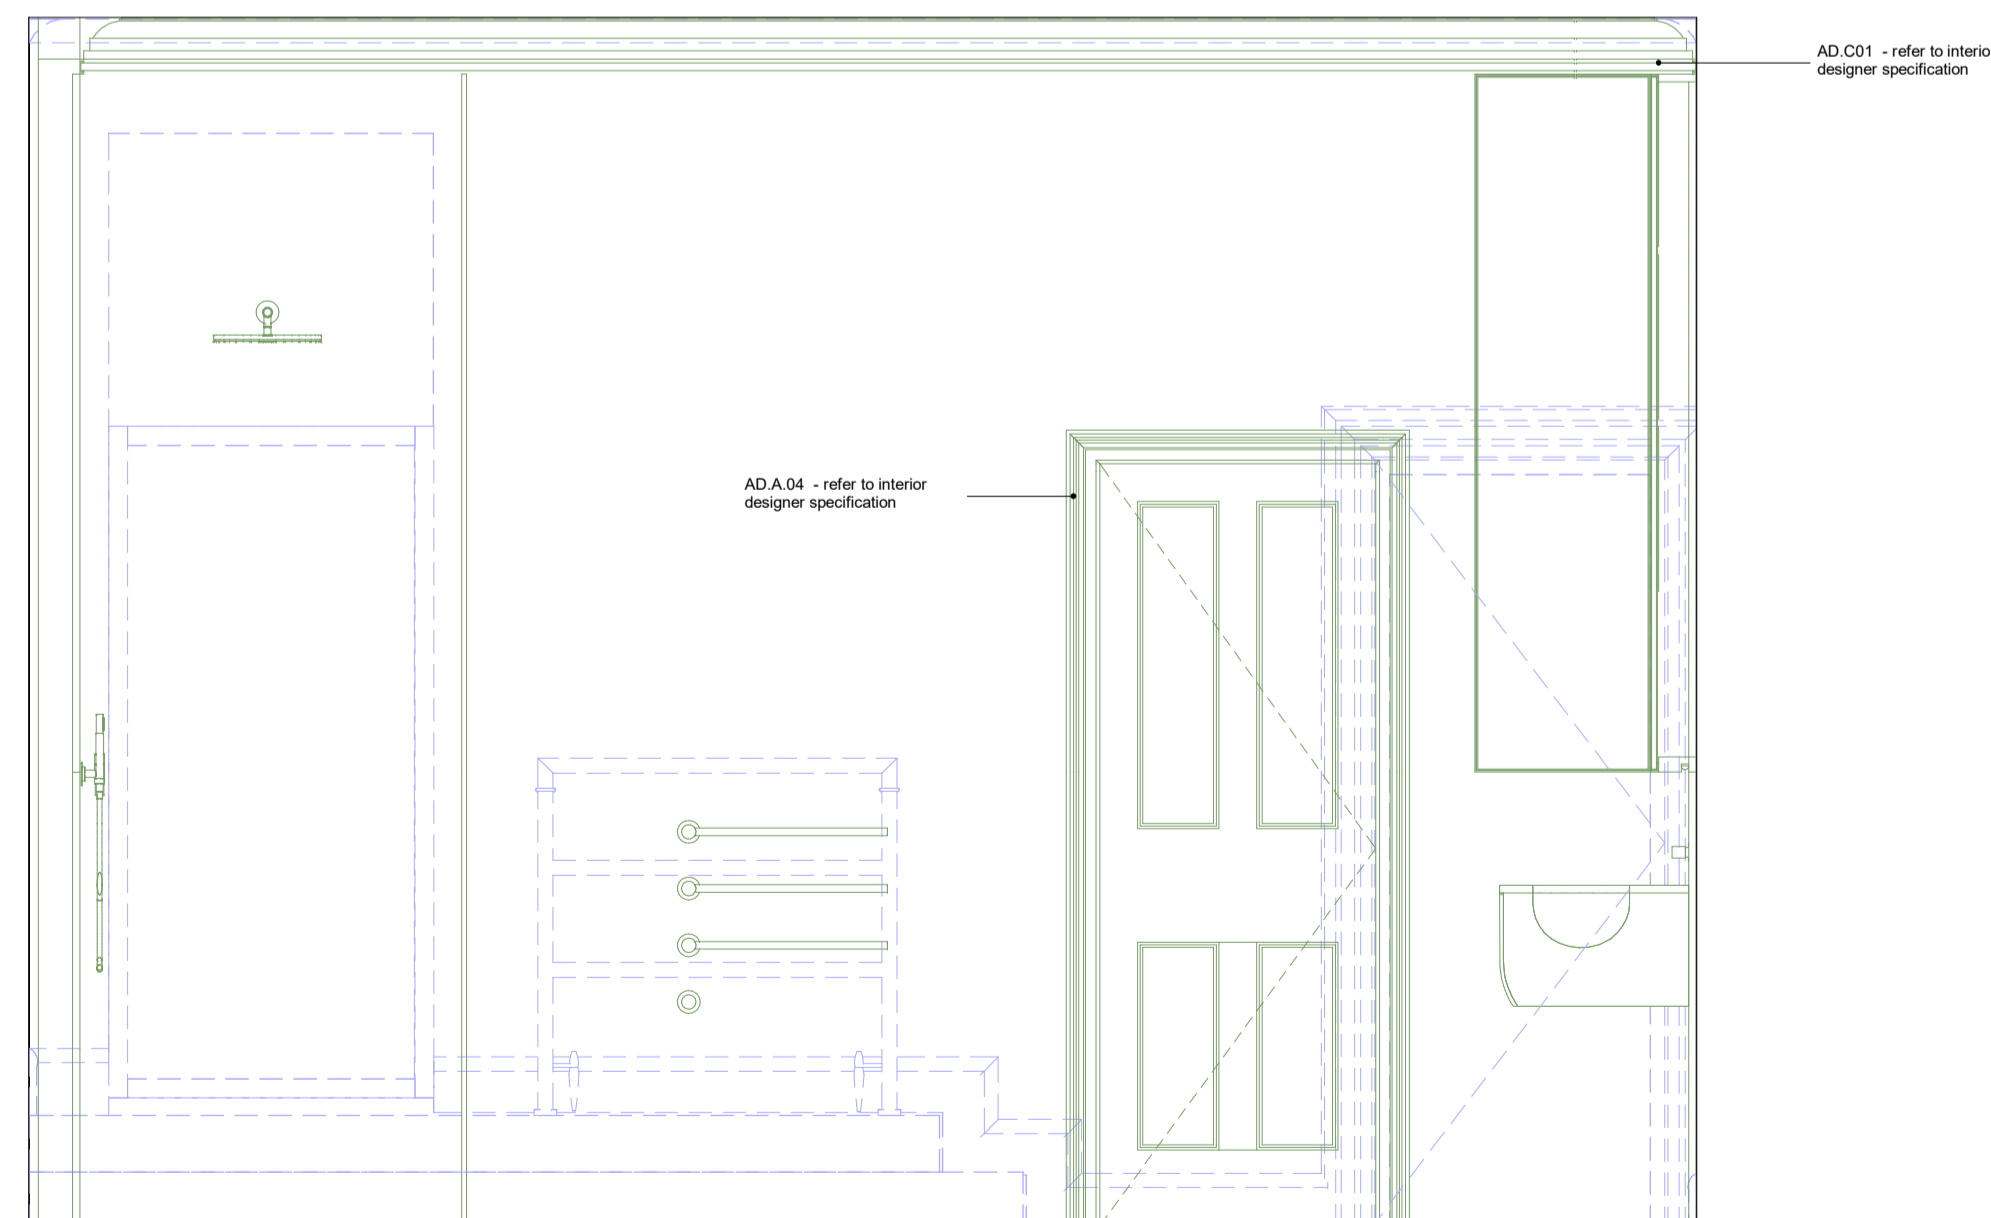 AD.C01 - refer to interio
designer specification
AD.A.04 - refer to interior
designer specification